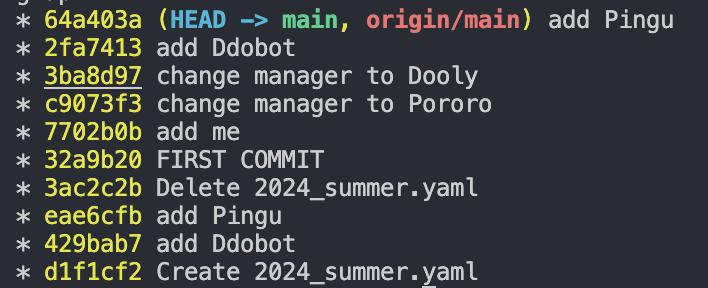 * 64a403a (HEAD -> main, origin/main) add Pingu
* 2fa7413 add Ddobot
* 3ba8d97 change manager to Dooly
* c9073f3 change manager to Pororo
* 7702b0b add me
* 32a9b20 FIRST COMMIT
* 3ac2c2b Delete 2024_summer.yaml
* eae6cfb add Pingu
* 429bab7 add Ddobot
* d1f1cf2 Create 2024_summer.yaml